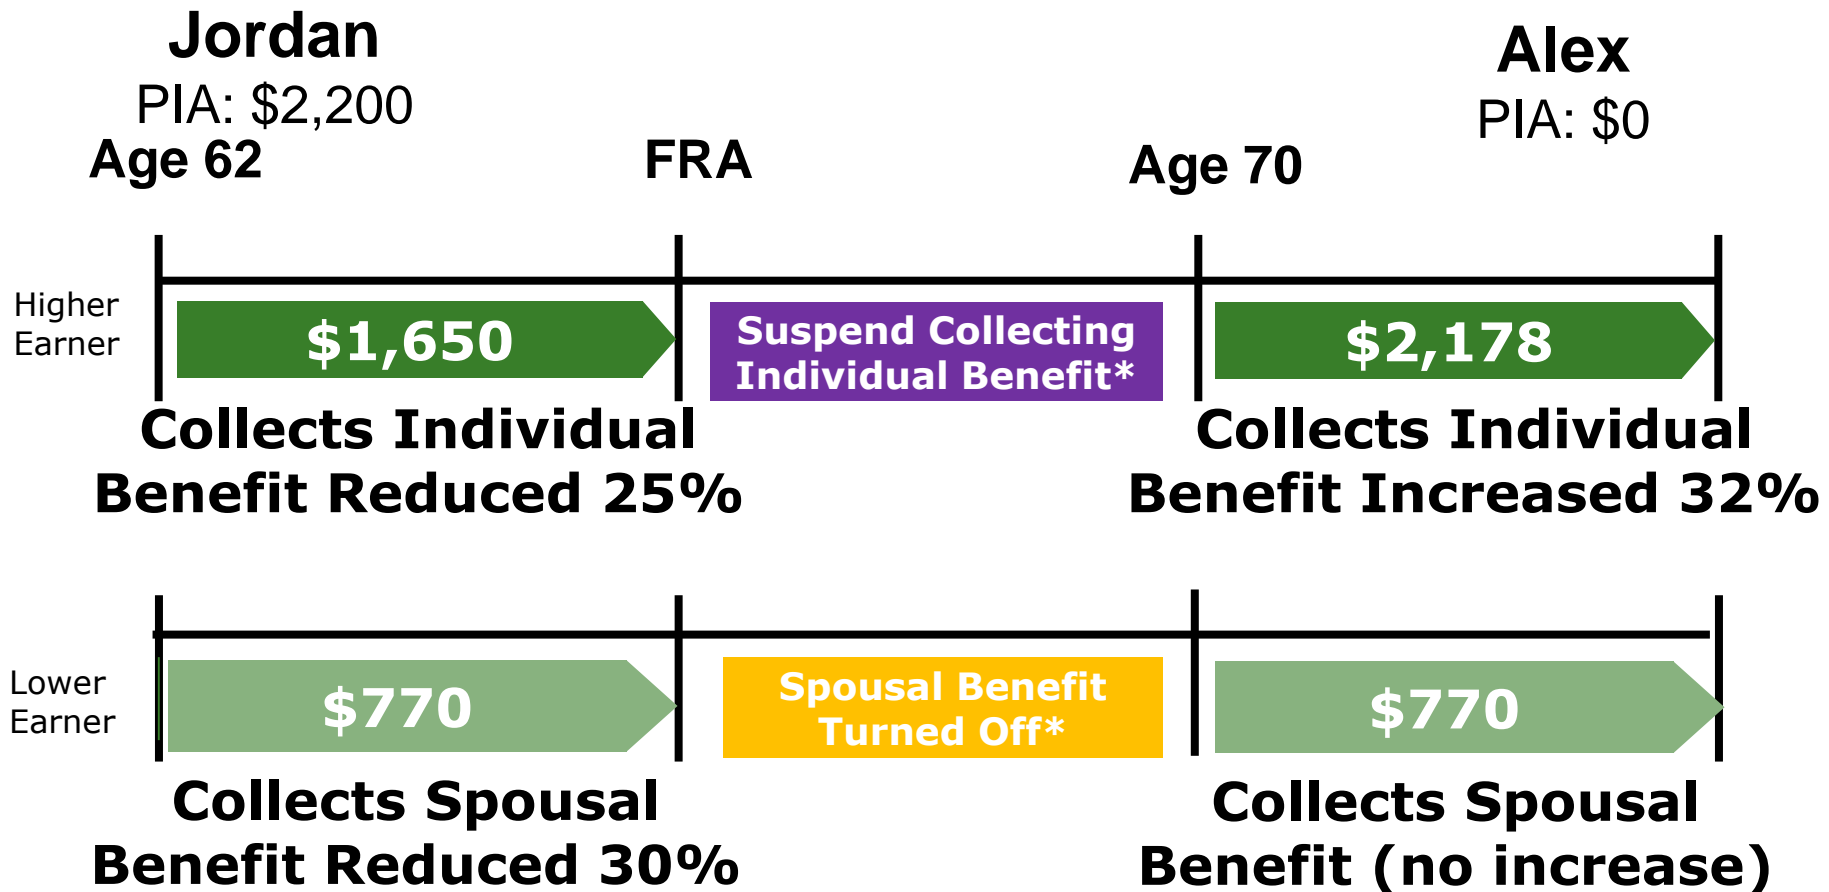 Jordan
PIA: $2,200
Alex
PIA: $0
Age 62
FRA
Age 70
Higher
Earner
$1,650
Suspend Collecting
Individual Benefit*
$2,178
Collects Individual
Benefit Reduced 25%
Collects Individual
Benefit Increased 32%
Lower
Earner
$770
Spousal Benefit
Turned Off*
$770
Collects Spousal
Benefit Reduced 30%
Collects Spousal
Benefit (no increase)